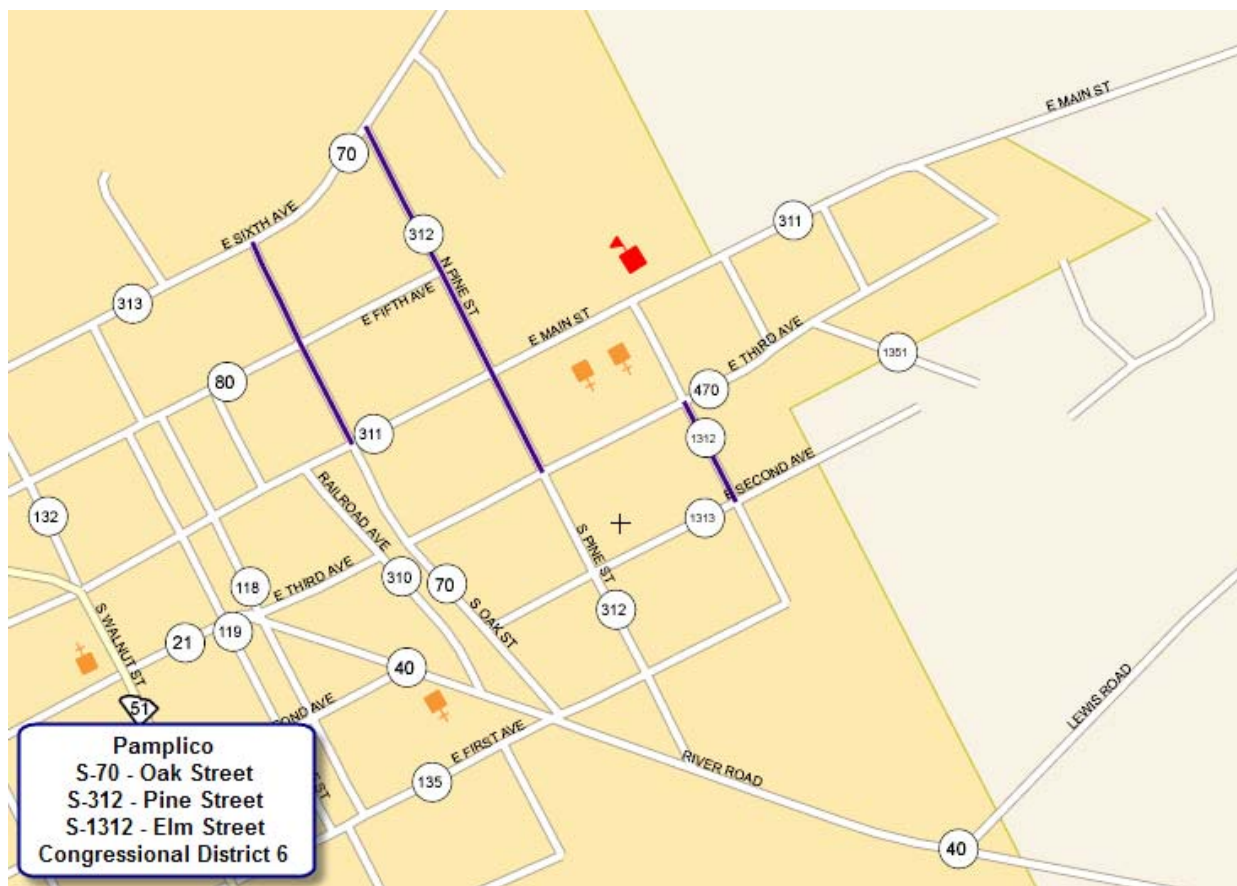 E MAIN ST
70
311
E SIXTH AVE
312
N PINE ST
313
E FIFTH AVE
E MAIN ST
E THIRD AVE
1351
80
470
311
1312
RAILROAD AVE
E SECOND AVE
132
1313
S PINE ST
118
E THIRD AVE
310
70
312
S WALNUT ST
119
21
S OAK ST
40
LEWIS ROAD
51
OND AVE
E FIRST AVE
135
RIVER ROAD
ST
40
Pamplico
S-70 - Oak Street
S-312 - Pine Street
S-1312 - Elm Street
Congressional District 6